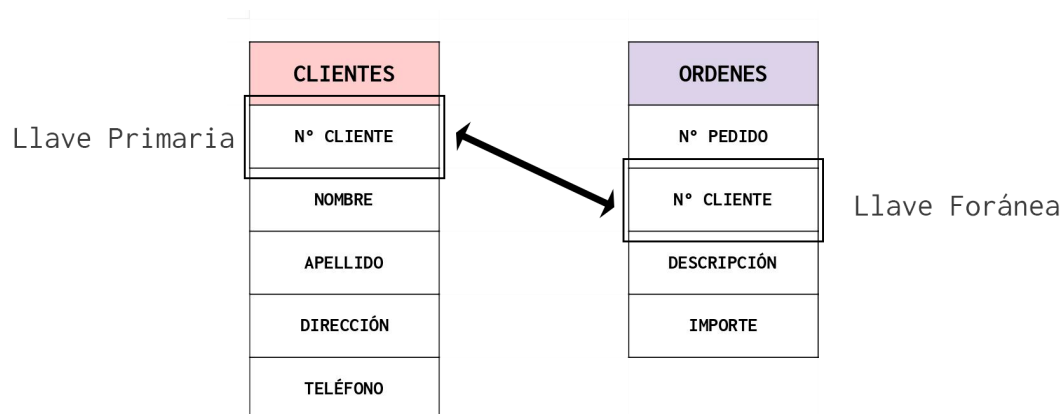 CLIENTES
Llave Primaria
N° CLIENTE
NOMBRE
APELLIDO
DIRECCIÓN
TELÉFONO
ORDENES
N° PEDIDO
N° CLIENTE
Llave Foránea
DESCRIPCIÓN
IMPORTE